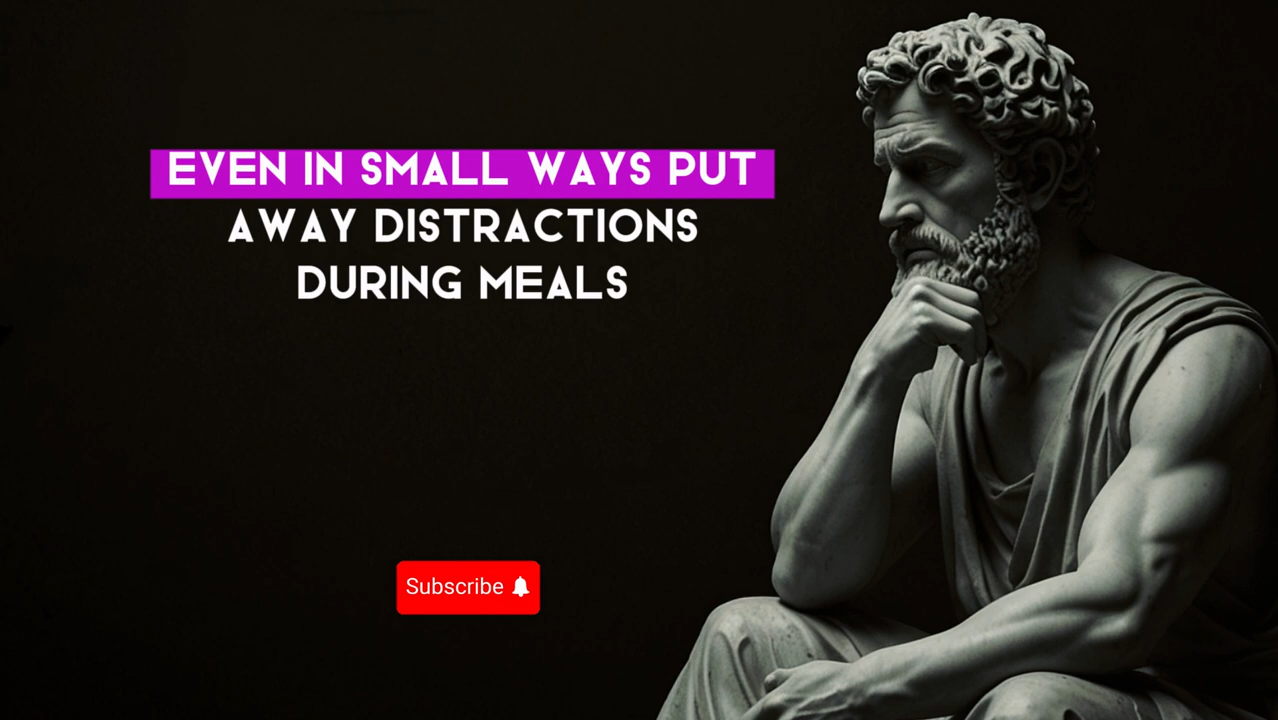 EVEN IN SMALL WAYS PUT
AWAY DISTRACTIONS
DURING MEALS
Subscribe